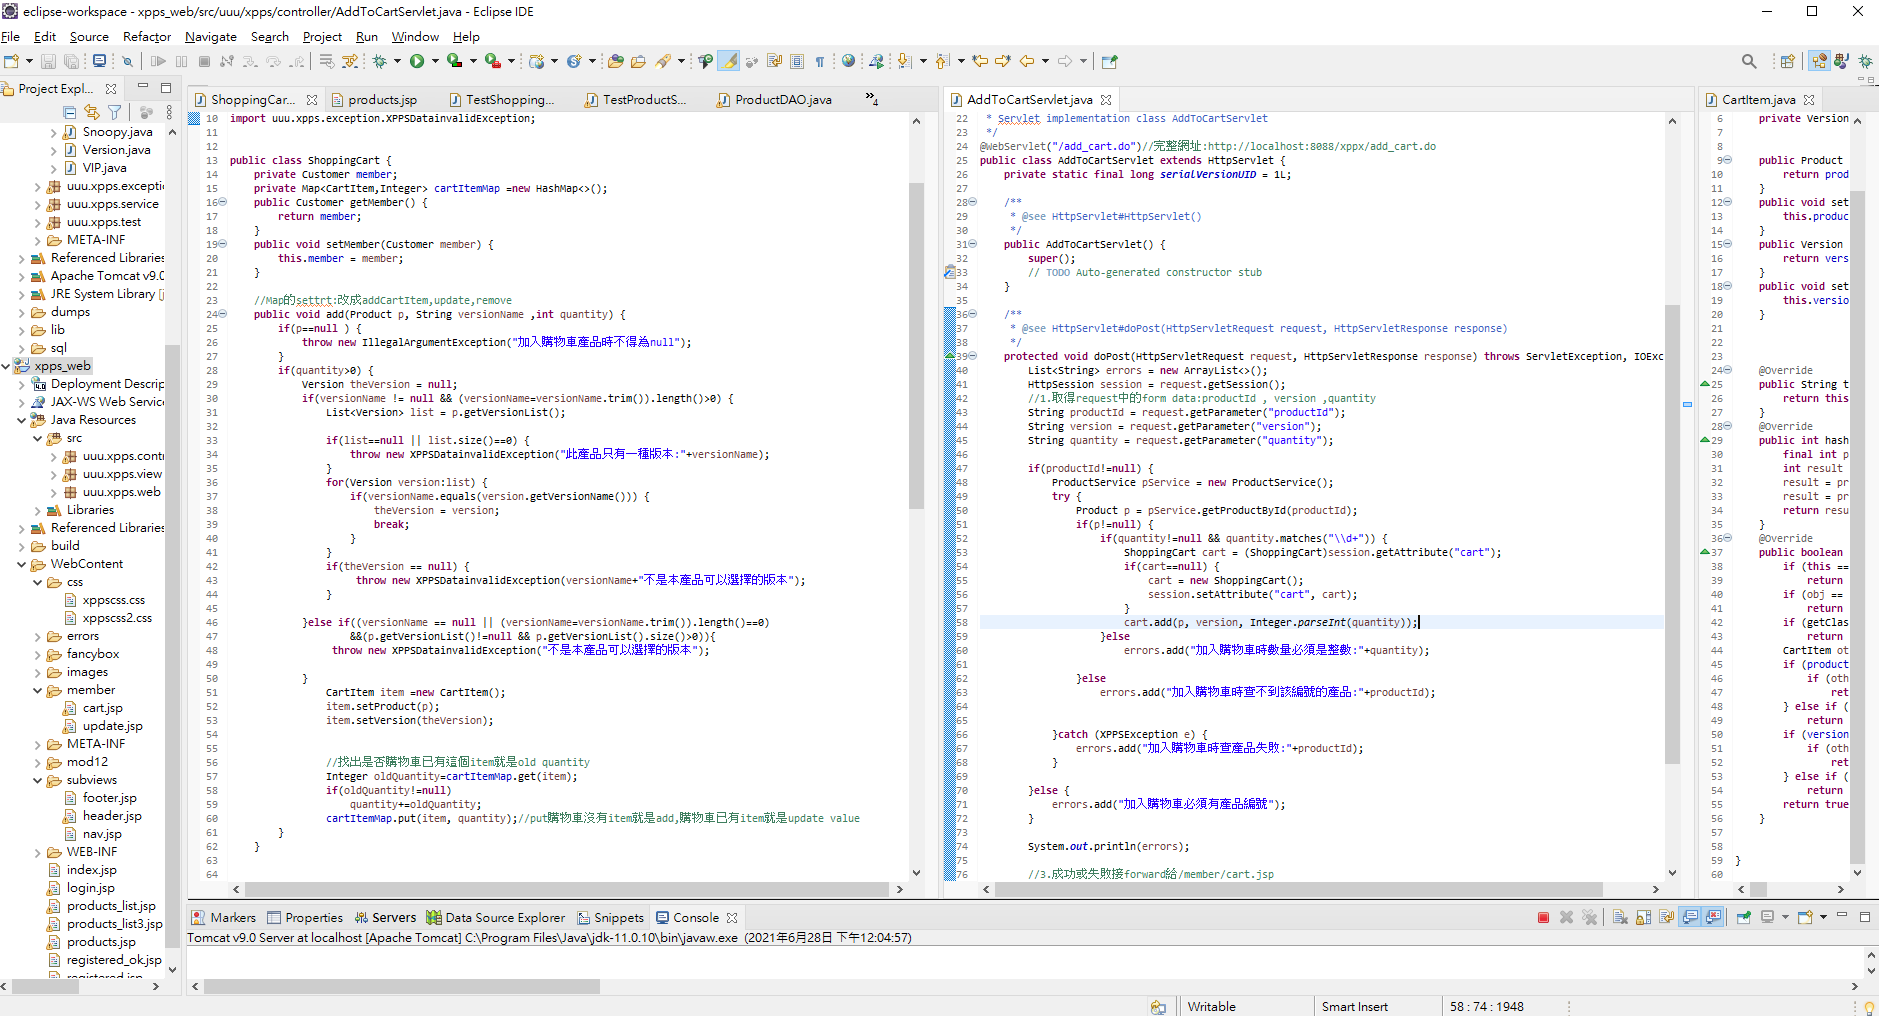 eclipse-workspace - xpps_web/src/uuu/xpps/controller/AddToCartServlet.java - Eclipse IDE
File Edit Source Refactor Navigate Search Project Run Window Help
Project Expl...
Snoopy.java
Version.java
VIP.java
uuu.xpps.excepti
uuu.xpps.service
uuu.xpps.test
META-INF
Referenced Libraries
Apache Tomcat v9.0
JRE System Library [j
dumps
lib
sql
xpps_web
Deployment Descrip
JAX-WS Web Service
Java Resources
src
uuu.xpps.contr
uuu.xpps.view
uuu.xpps.web
Libraries
Referenced Libraries
build
WebContent
css
xppscss.css
xppscss2.css
errors
fancybox
images
member
cart.jsp
update.jsp
META-INF
mod12
subviews
footer.jsp
header.jsp
nav.jsp
WEB-INF
index.jsp
login.jsp
products_list.jsp
products_list3.jsp
products.jsp
registered_ok.jsp
registered.jsp
ShoppingCar... products.jsp TestShopping... TestProductS... ProductDAO.java »4
10 import uuu.xpps.exception.XPPSDatainvalidException;
11
12
13 public class ShoppingCart {
14 private Customer member;
15 private Map<CartItem,Integer> cartItemMap =new HashMap<>();
16 public Customer getMember() {
17 return member;
18 }
19 public void setMember(Customer member) {
20 this.member = member;
21 }
22
23 //Map的settrt:改成addCartItem,update,remove
24 public void add(Product p, String versionName ,int quantity) {
25 if(p==null ) {
26 throw new IllegalArgumentException("加入購物車產品時不得為null");
27 }
28 if(quantity>0) {
29 Version theVersion = null;
30 if(versionName != null && (versionName=versionName.trim()).length()>0) {
31 List<Version> list = p.getVersionList();
32
33 if(list==null || list.size()==0) {
34 throw new XPPSDatainvalidException("此產品只有一種版本:"+versionName);
35 }
36 for(Version version:list) {
37 if(versionName.equals(version.getVersionName())) {
38 theVersion = version;
39 break;
40 }
41 }
42 if(theVersion == null) {
43 throw new XPPSDatainvalidException(versionName+"不是本產品可以選擇的版本");
44 }
45
46 }else if((versionName == null || (versionName=versionName.trim()).length()==0)
47 &&(p.getVersionList()!=null && p.getVersionList().size()>0)){
48 throw new XPPSDatainvalidException("不是本產品可以選擇的版本");
49
50 }
51 CartItem item =new CartItem();
52 item.setProduct(p);
53 item.setVersion(theVersion);
54
55
56 //找出是否購物車已有這個item就是old quantity
57 Integer oldQuantity=cartItemMap.get(item);
58 if(oldQuantity!=null)
59 quantity+=oldQuantity;
60 cartItemMap.put(item, quantity);//put購物車沒有item就是add,購物車已有item就是update value
61 }
62 }
63
64
AddToCartServlet.java
22 * Servlet implementation class AddToCartServlet
23 */
24 @WebServlet("/add_cart.do")//完整網址:http://localhost:8088/xppx/add_cart.do
25 public class AddToCartServlet extends HttpServlet {
26 private static final long serialVersionUID = 1L;
27
28 /**
29 * @see HttpServlet#HttpServlet()
30 */
31 public AddToCartServlet() {
32 super();
33 // TODO Auto-generated constructor stub
34 }
35
36 /**
37 * @see HttpServlet#doPost(HttpServletRequest request, HttpServletResponse response)
38 */
39 protected void doPost(HttpServletRequest request, HttpServletResponse response) throws ServletException, IOExc
40 List<String> errors = new ArrayList<>();
41 HttpSession session = request.getSession();
42 //1.取得request中的form data:productId , version ,quantity
43 String productId = request.getParameter("productId");
44 String version = request.getParameter("version");
45 String quantity = request.getParameter("quantity");
46
47 if(productId!=null) {
48 ProductService pService = new ProductService();
49 try {
50 Product p = pService.getProductById(productId);
51 if(p!=null) {
52 if(quantity!=null && quantity.matches("\\d+")) {
53 ShoppingCart cart = (ShoppingCart)session.getAttribute("cart");
54 if(cart==null) {
55 cart = new ShoppingCart();
56 session.setAttribute("cart", cart);
57 }
58 cart.add(p, version, Integer.parseInt(quantity));
59 }else
60 errors.add("加入購物車時數量必須是整數:"+quantity);
61
62 }else
63 errors.add("加入購物車時查不到該編號的產品:"+productId);
64
65
66 }catch (XPPSException e) {
67 errors.add("加入購物車時查產品失敗:"+productId);
68 }
69
70 }else {
71 errors.add("加入購物車必須有產品編號");
72 }
73
74 System.out.println(errors);
75
76 //3.成功或失敗接forward給/member/cart.jsp
CartItem.java
6 private Version
7
8
9 public Product
10 return prod
11 }
12 public void set
13 this.produc
14 }
15 public Version
16 return vers
17 }
18 public void set
19 this.versio
20 }
21
22
23
24 @Override
25 public String t
26 return this
27 }
28 @Override
29 public int hash
30 final int p
31 int result
32 result = pr
33 result = pr
34 return resu
35 }
36 @Override
37 public boolean
38 if (this ==
39 return
40 if (obj ==
41 return
42 if (getClas
43 return
44 CartItem ot
45 if (product
46 if (oth
47 ret
48 } else if (
49 return
50 if (version
51 if (oth
52 ret
53 } else if (
54 return
55 return true
56 }
57
58
59 }
60
Markers Properties Servers Data Source Explorer Snippets Console
Tomcat v9.0 Server at localhost [Apache Tomcat] C:\Program Files\Java\jdk-11.0.10\bin\javaw.exe (2021年6月28日 下午12:04:57)
Writable Smart Insert 58 : 74 : 1948